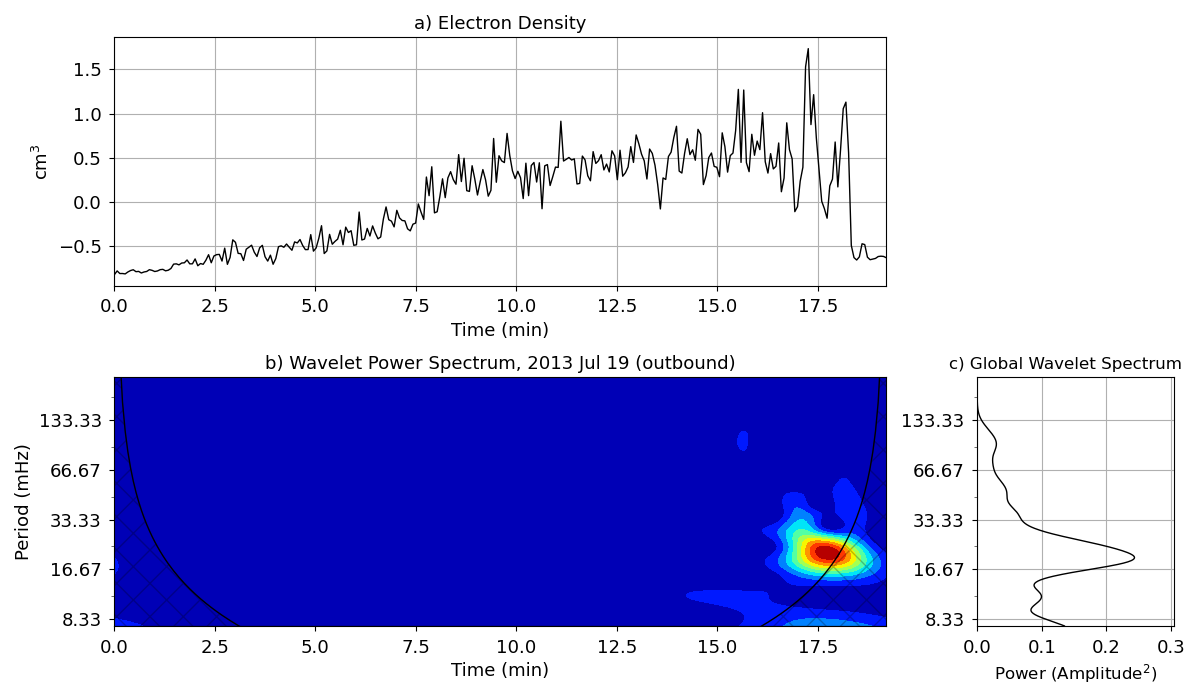 a) Electron Density
cm³
1.5
1.0
0.5
0.0
−0.5
0.0 2.5 5.0 7.5 10.0 12.5 15.0 17.5
Time (min)
b) Wavelet Power Spectrum, 2013 Jul 19 (outbound)
Period (mHz)
133.33
66.67
33.33
16.67
8.33
0.0 2.5 5.0 7.5 10.0 12.5 15.0 17.5
Time (min)
c) Global Wavelet Spectrum
133.33
66.67
33.33
16.67
8.33
0.0 0.1 0.2 0.3
Power (Amplitude²)